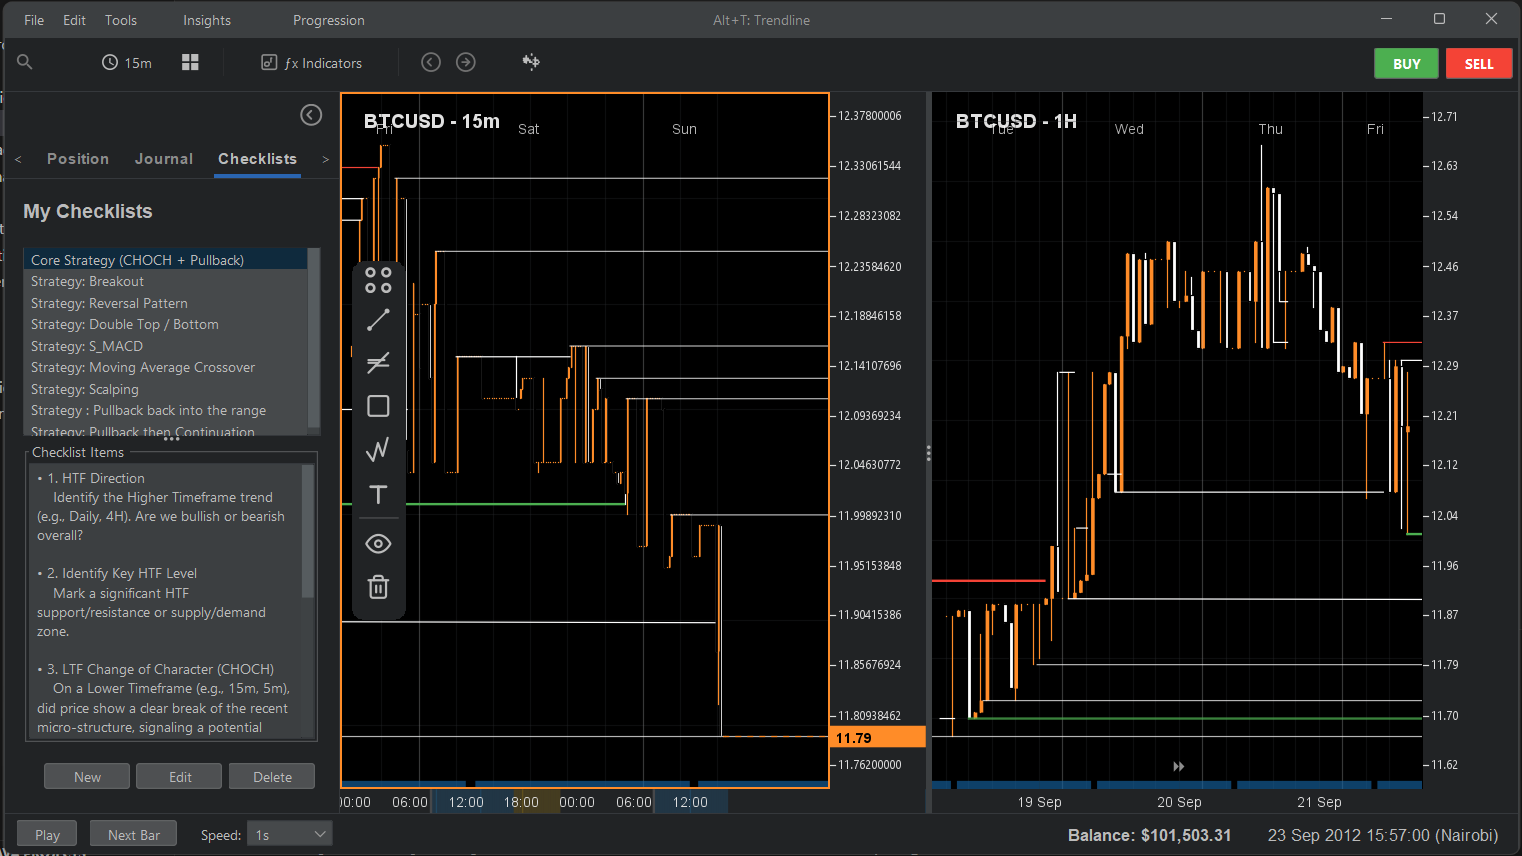 File Edit Tools Insights Progression Alt+T: Trendline
15m ƒx Indicators BUY SELL
< Position Journal Checklists >
My Checklists
Core Strategy (CHOCH + Pullback)
Strategy: Breakout
Strategy: Reversal Pattern
Strategy: Double Top / Bottom
Strategy: S_MACD
Strategy: Moving Average Crossover
Strategy: Scalping
Strategy : Pullback back into the range
Strategy: Pullback then Continuation
Checklist Items
• 1. HTF Direction
Identify the Higher Timeframe trend
(e.g., Daily, 4H). Are we bullish or bearish
overall?
• 2. Identify Key HTF Level
Mark a significant HTF
support/resistance or supply/demand
zone.
• 3. LTF Change of Character (CHOCH)
On a Lower Timeframe (e.g., 15m, 5m),
did price show a clear break of the recent
micro-structure, signaling a potential
New Edit Delete
BTCUSD - 15m
Fri Sat Sun
12.37800006
12.33061544
12.28323082
12.23584620
12.18846158
12.14107696
12.09369234
12.04630772
11.99892310
11.95153848
11.90415386
11.85676924
11.80938462
11.79
11.76200000
00:00 06:00 12:00 18:00 00:00 06:00 12:00
BTCUSD - 1H
Tue Wed Thu Fri
12.71
12.63
12.54
12.46
12.37
12.29
12.21
12.12
12.04
11.96
11.87
11.79
11.70
11.62
19 Sep 20 Sep 21 Sep
Play Next Bar Speed: 1s Balance: $101,503.31 23 Sep 2012 15:57:00 (Nairobi)